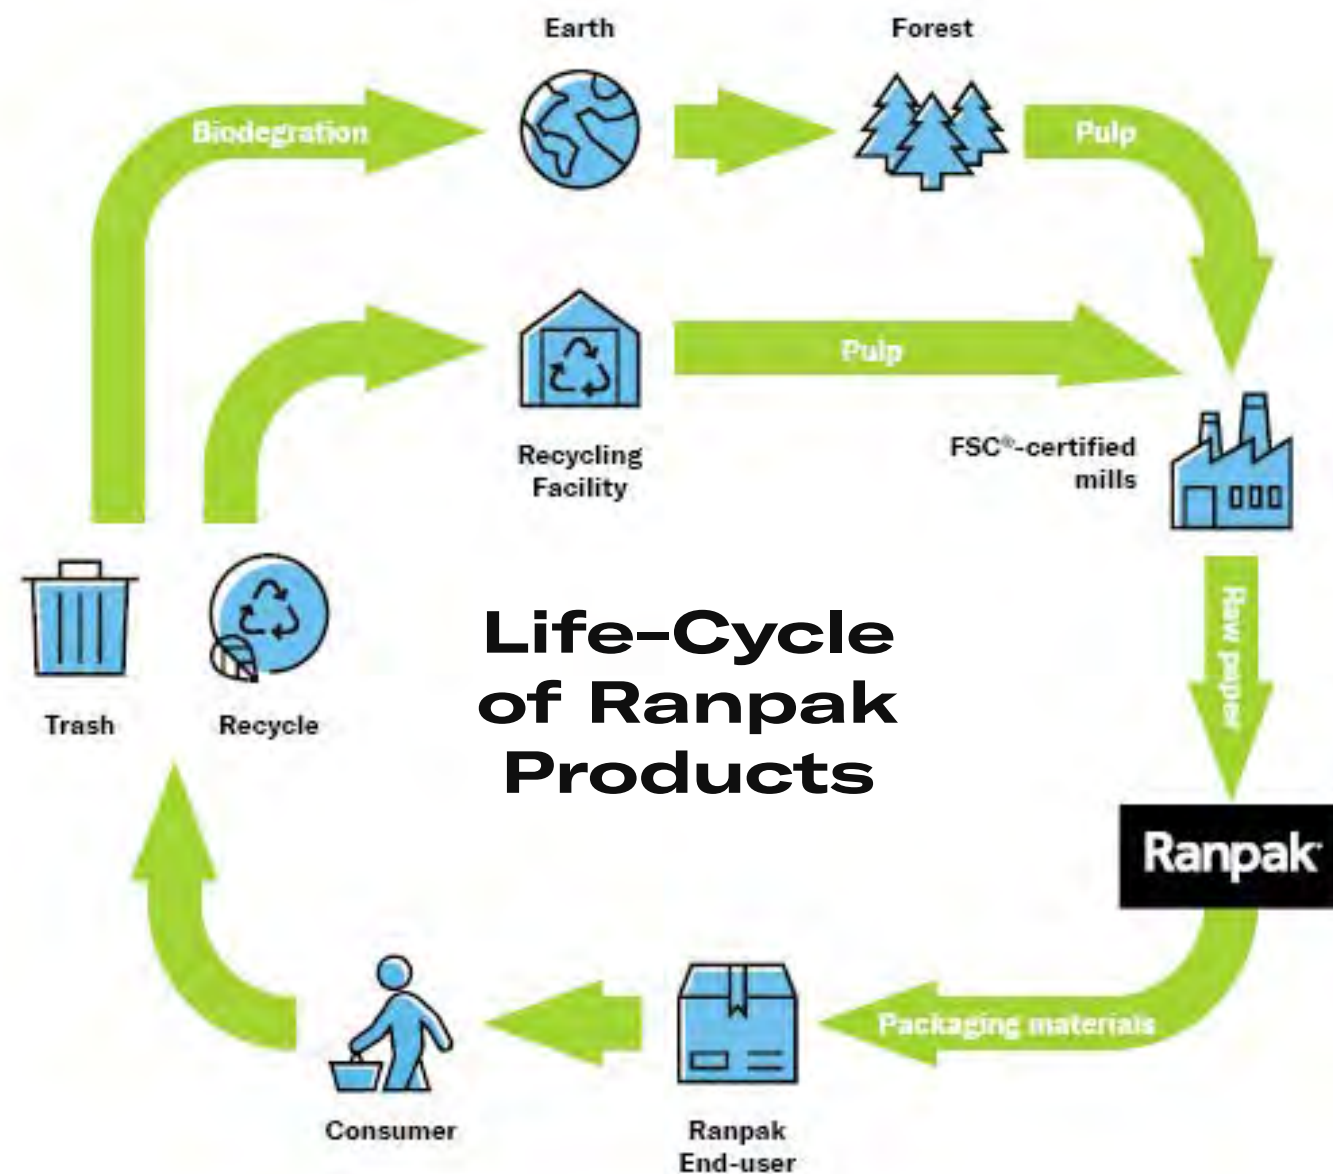 Earth
Forest
Biodegration
Pulp
Pulp
Recycling
Facility
FSC®-certified
mills
Raw paper
Life-Cycle
of Ranpak
Products
Trash
Recycle
Ranpak
Packaging materials
Consumer
Ranpak
End-user